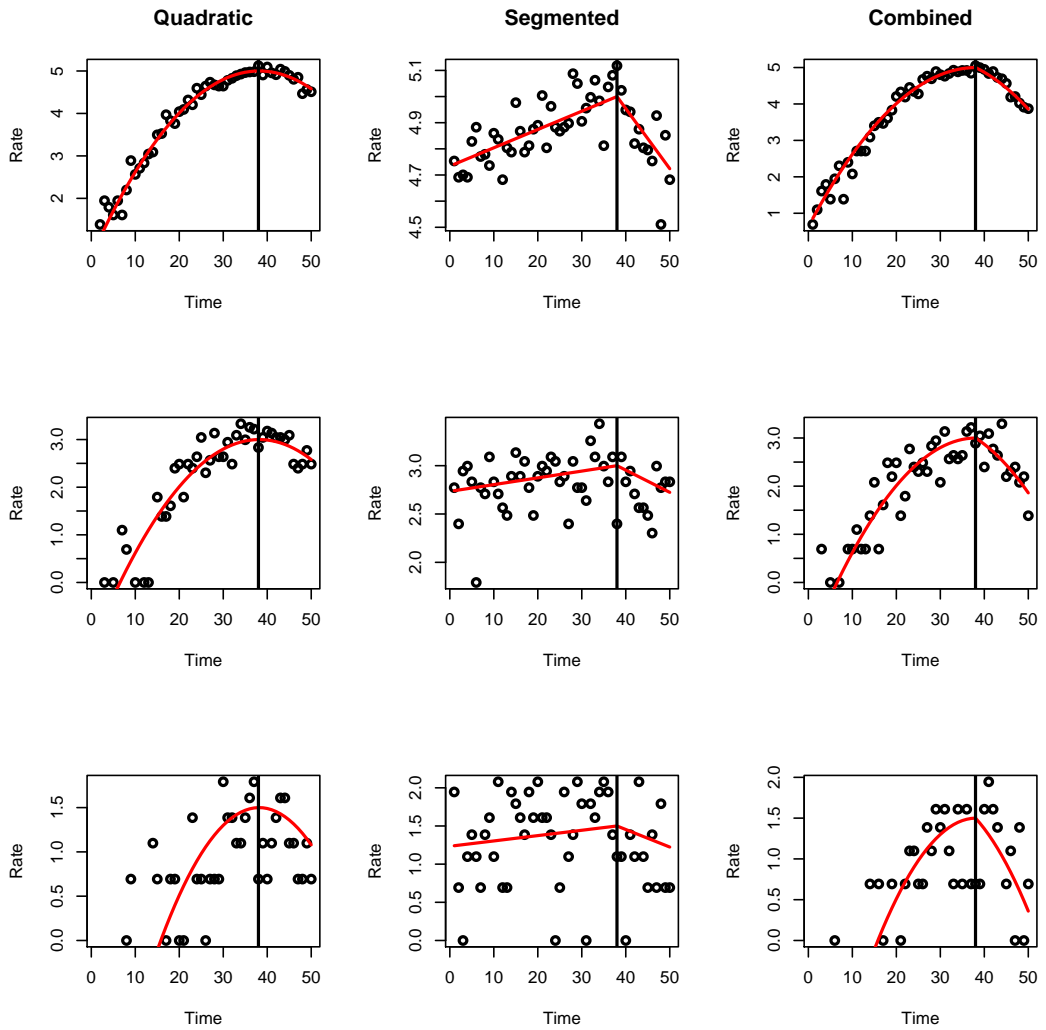 Quadratic Segmented Combined
5 4 3 2 Rate 0 10 20 30 40 50 Time
5.1 4.9 4.7 4.5 Rate 0 10 20 30 40 50 Time
5 4 3 2 1 Rate 0 10 20 30 40 50 Time
3.0 2.0 1.0 0.0 Rate 0 10 20 30 40 50 Time
3.0 2.5 2.0 Rate 0 10 20 30 40 50 Time
3.0 2.0 1.0 0.0 Rate 0 10 20 30 40 50 Time
1.5 1.0 0.5 0.0 Rate 0 10 20 30 40 50 Time
2.0 1.5 1.0 0.5 0.0 Rate 0 10 20 30 40 50 Time
2.0 1.5 1.0 0.5 0.0 Rate 0 10 20 30 40 50 Time